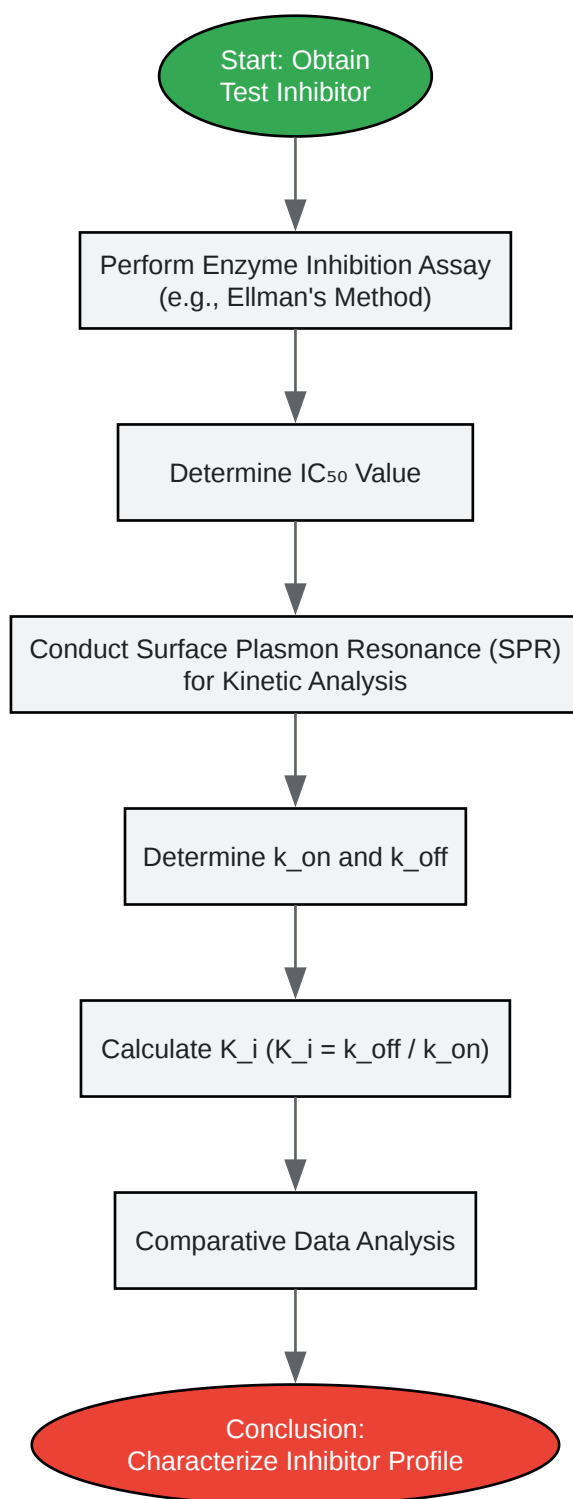 Start: Obtain
Test Inhibitor
Perform Enzyme Inhibition Assay
(e.g., Ellman's Method)
Determine IC₅₀ Value
Conduct Surface Plasmon Resonance (SPR)
for Kinetic Analysis
Determine k_on and k_off
Calculate K_i (K_i = k_off / k_on)
Comparative Data Analysis
Conclusion:
Characterize Inhibitor Profile